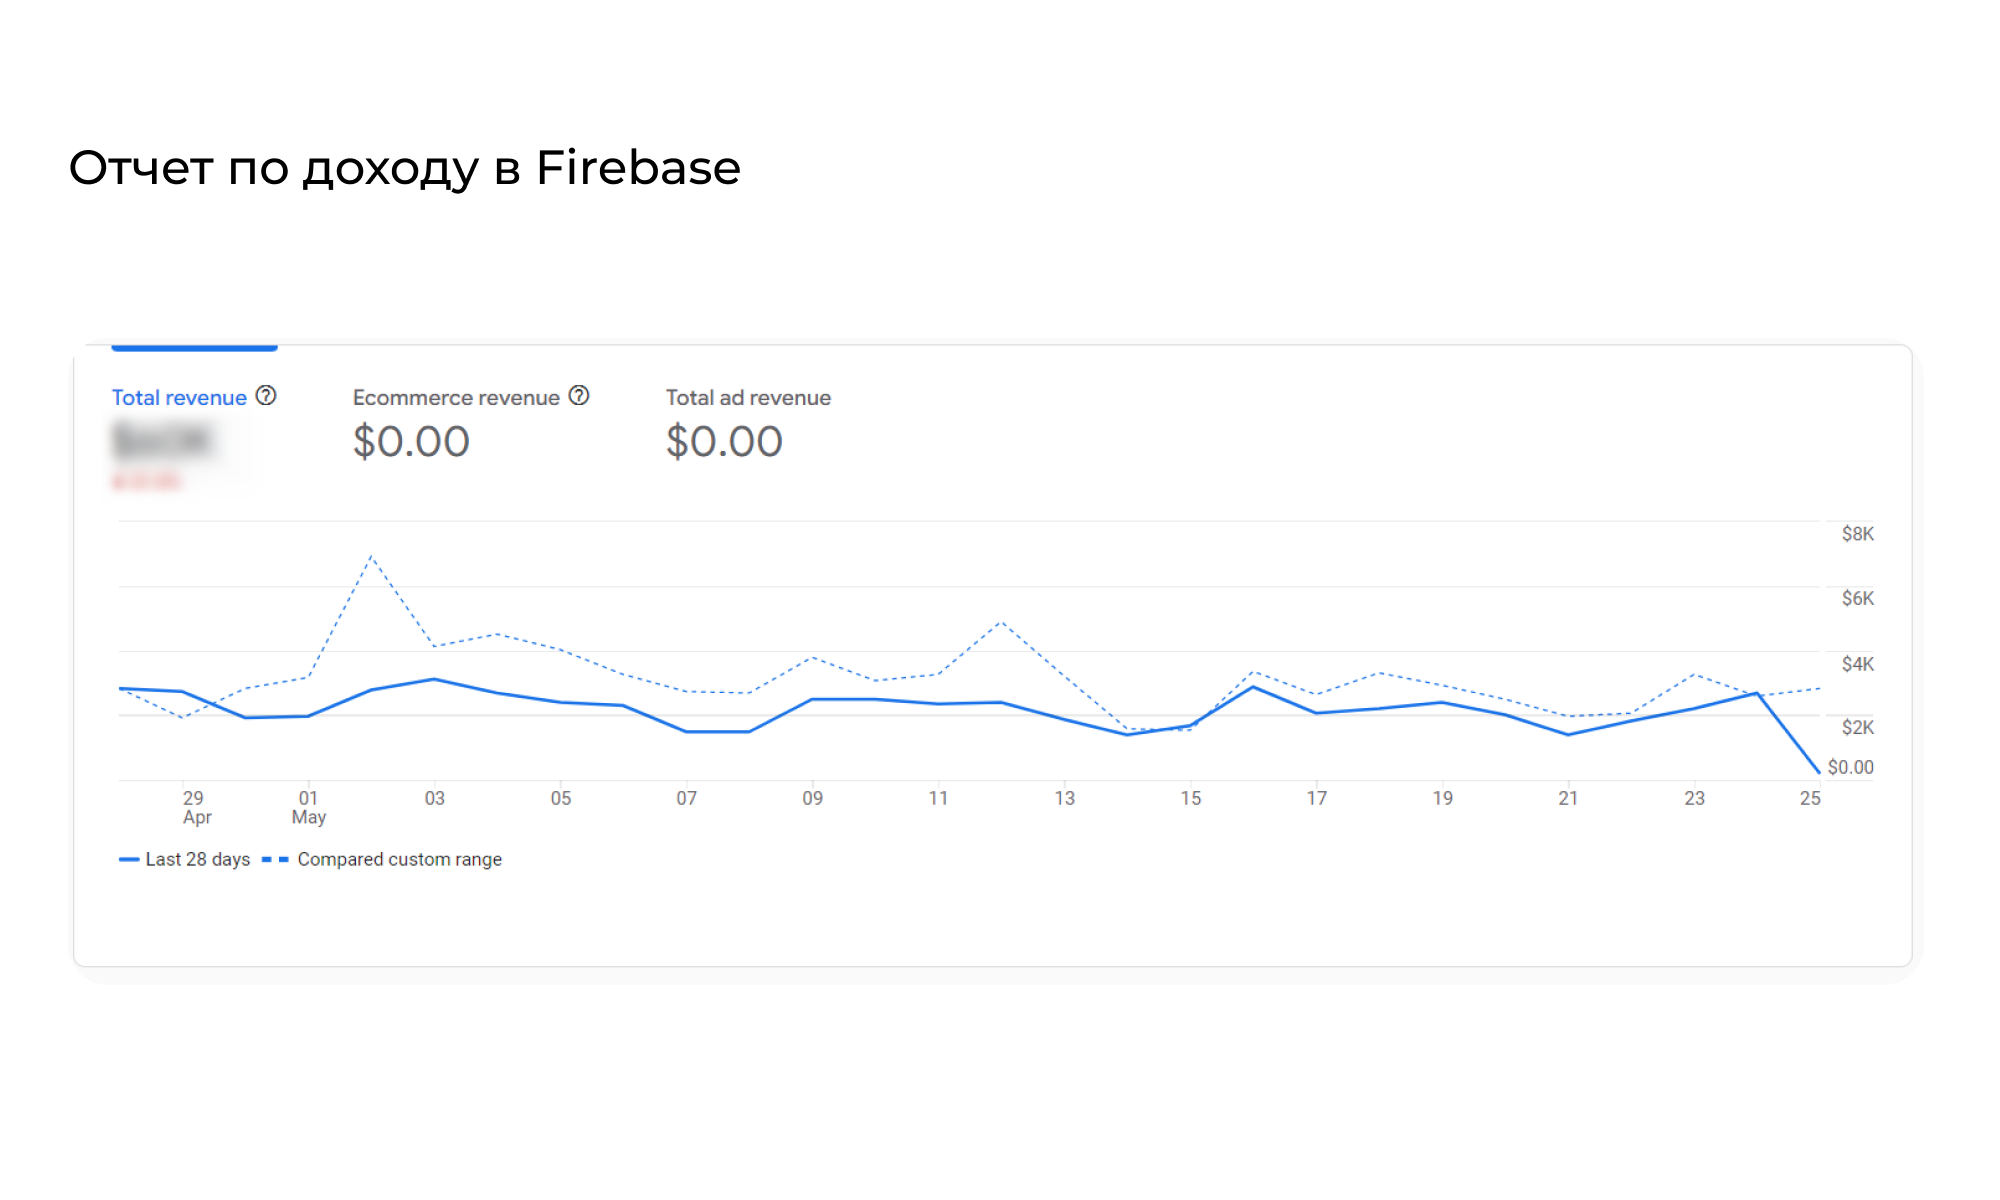 Отчет по доходу в Firebase
Total revenue
Ecommerce revenue
Total ad revenue
$0.00
$0.00
$8K
$6K
$4K
$2K
$0.00
29 01 03 05 07 09 11 13 15 17 19 21 23 25
Apr May
Last 28 days
Compared custom range